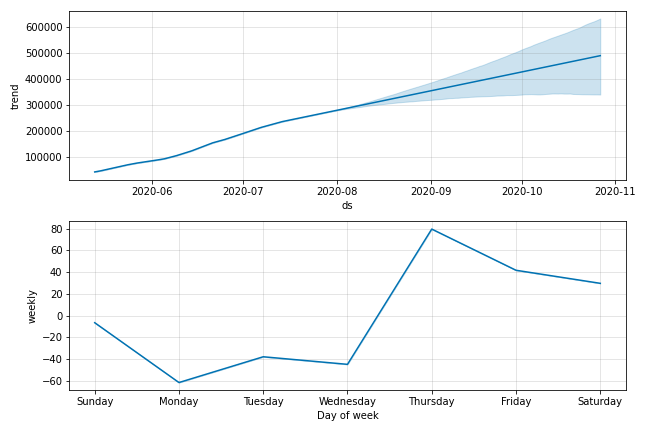 600000
500000
400000
300000
200000
100000
trend
2020-06 2020-07 2020-08 2020-09 2020-10 2020-11
ds
80
60
40
20
0
−20
−40
−60
weekly
Sunday Monday Tuesday Wednesday Thursday Friday Saturday
Day of week